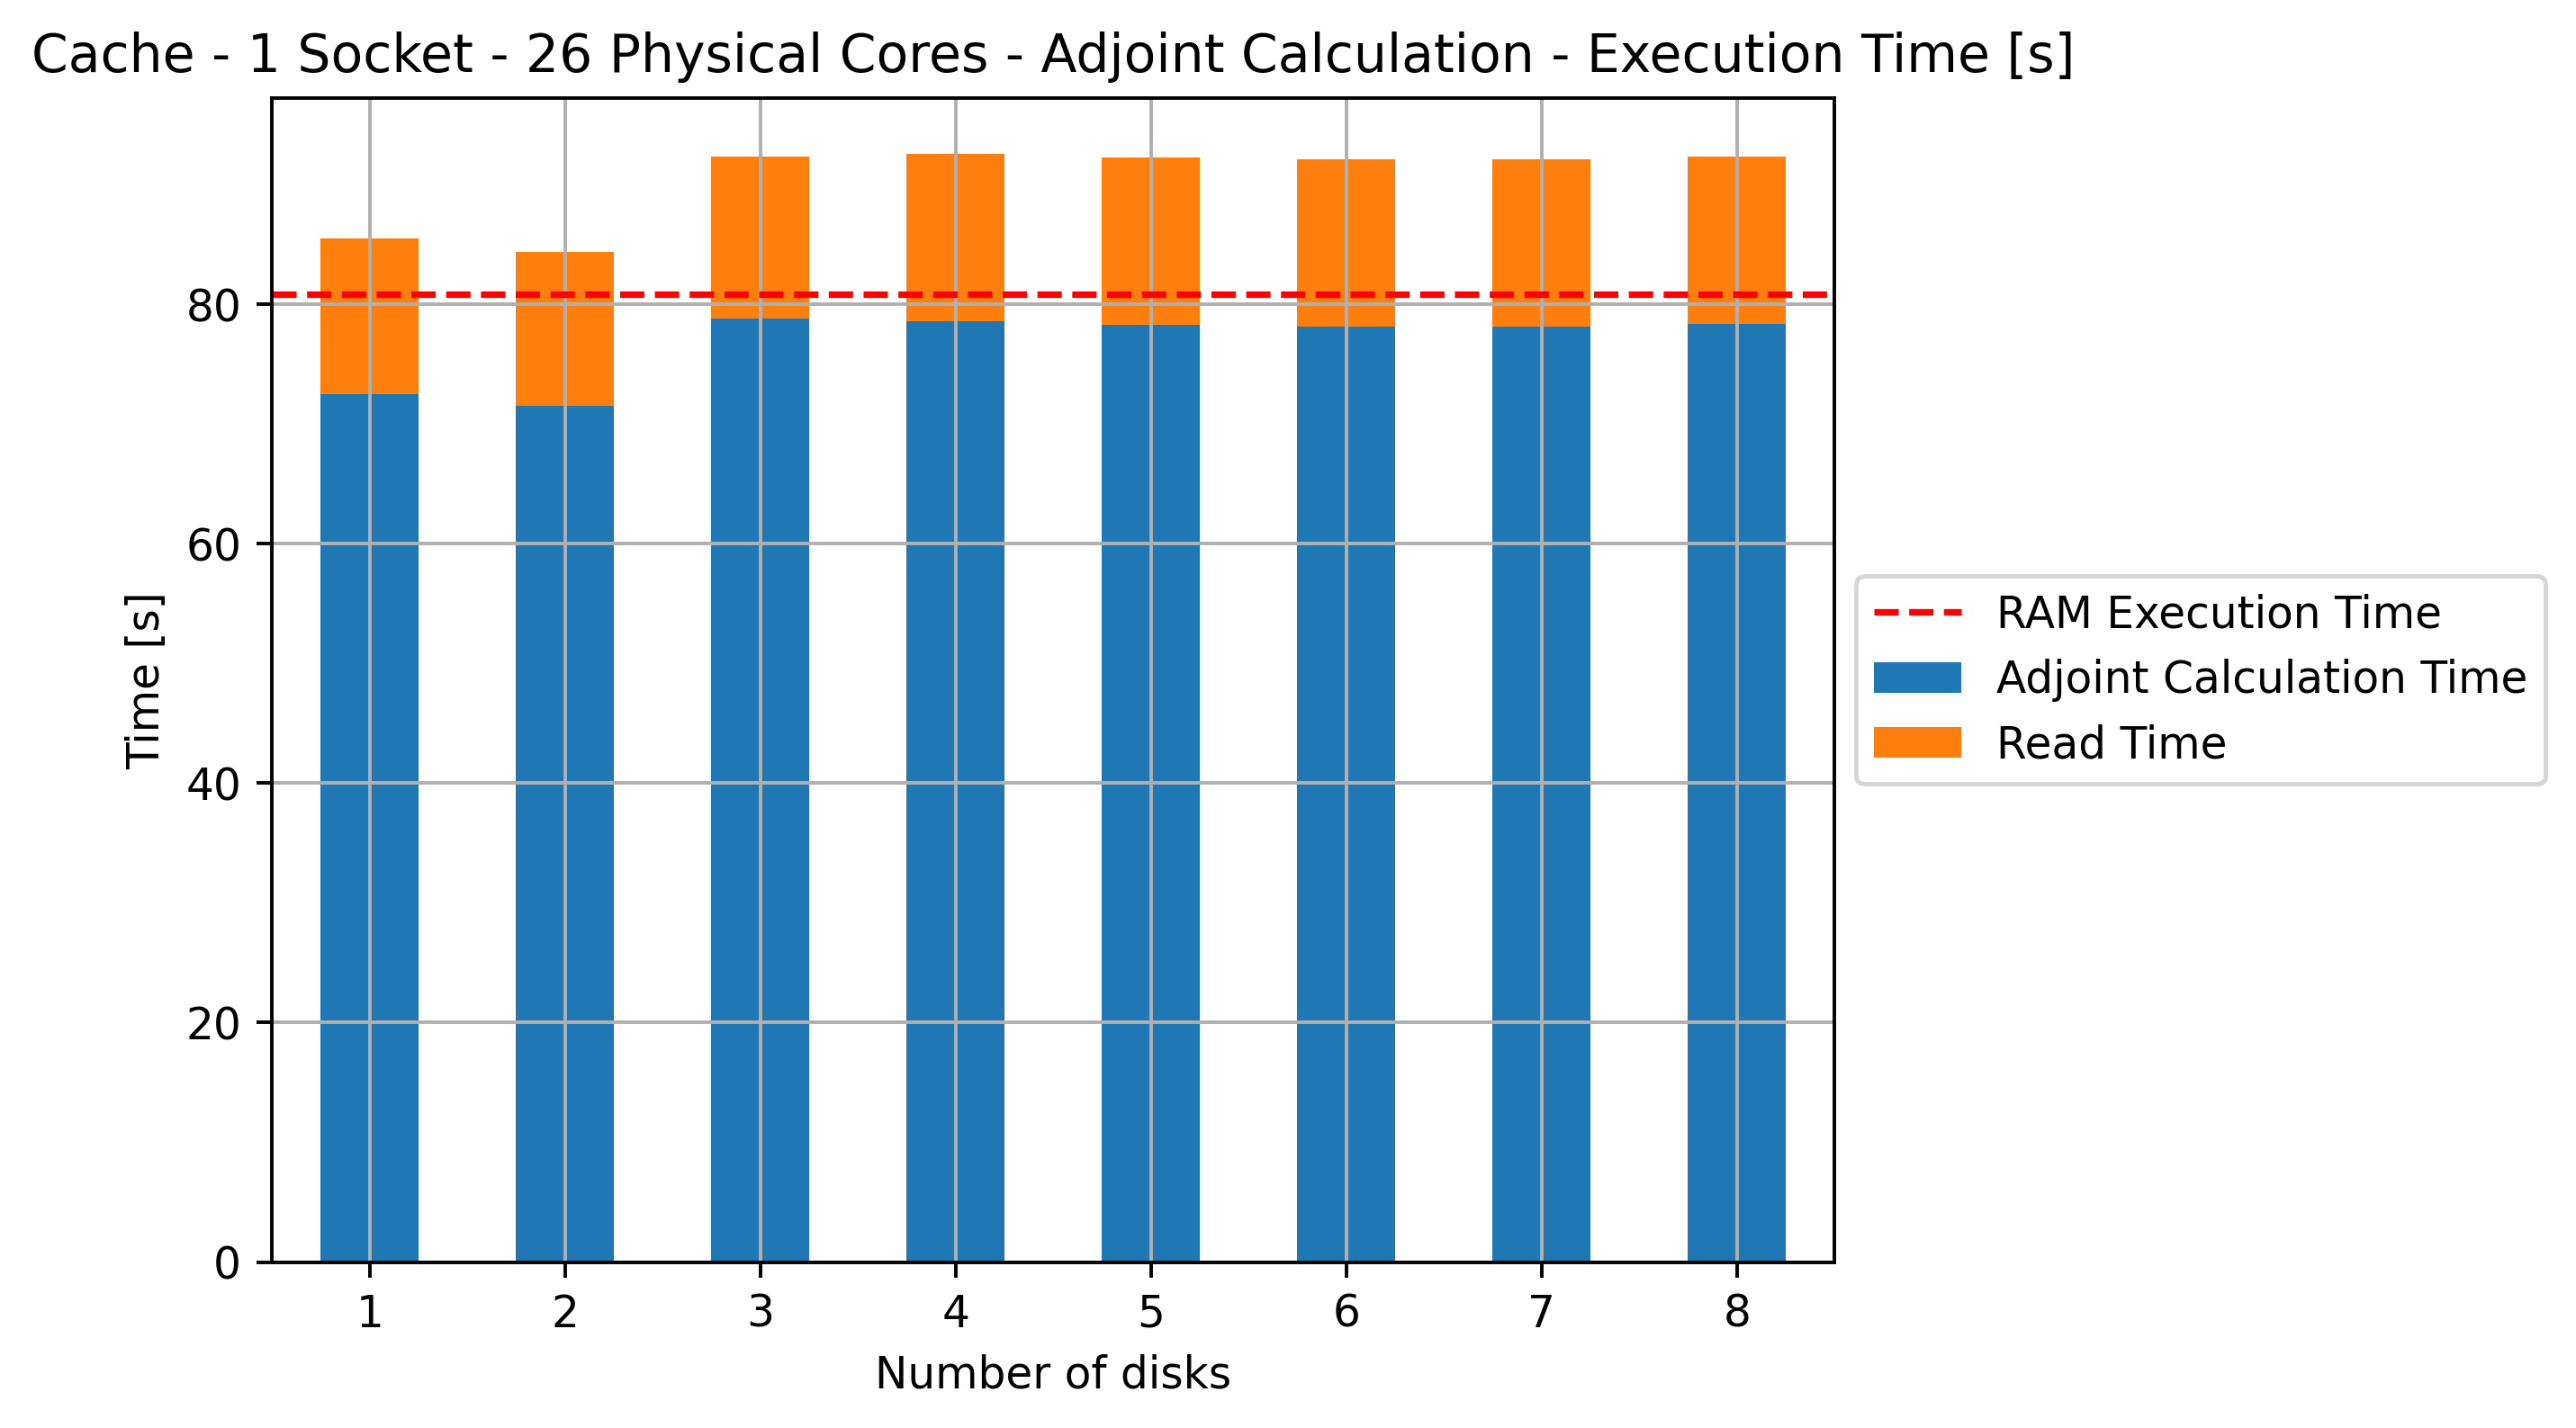 Cache - 1 Socket - 26 Physical Cores - Adjoint Calculation - Execution Time [s]
80
60
40
20
0
Time [s]
1 2 3 4 5 6 7 8
Number of disks
RAM Execution Time
Adjoint Calculation Time
Read Time